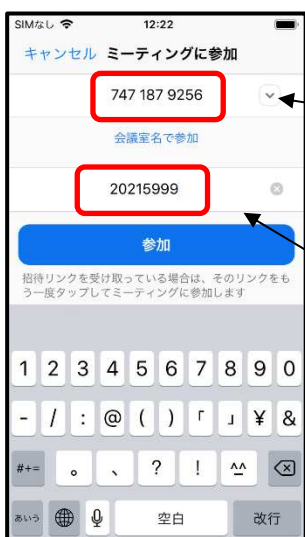 SIMなし 12:22
キャンセル ミーティングに参加
747 187 9256
会議室名で参加
20215999
参加
招待リンクを受け取っている場合は、そのリンクをも
う一度タップしてミーティングに参加します
1 2 3 4 5 6 7 8 9 0
- / : @ ( ) 「 」 ¥ &
#+= 。 、 ? ! ^^
あいう 空白 改行